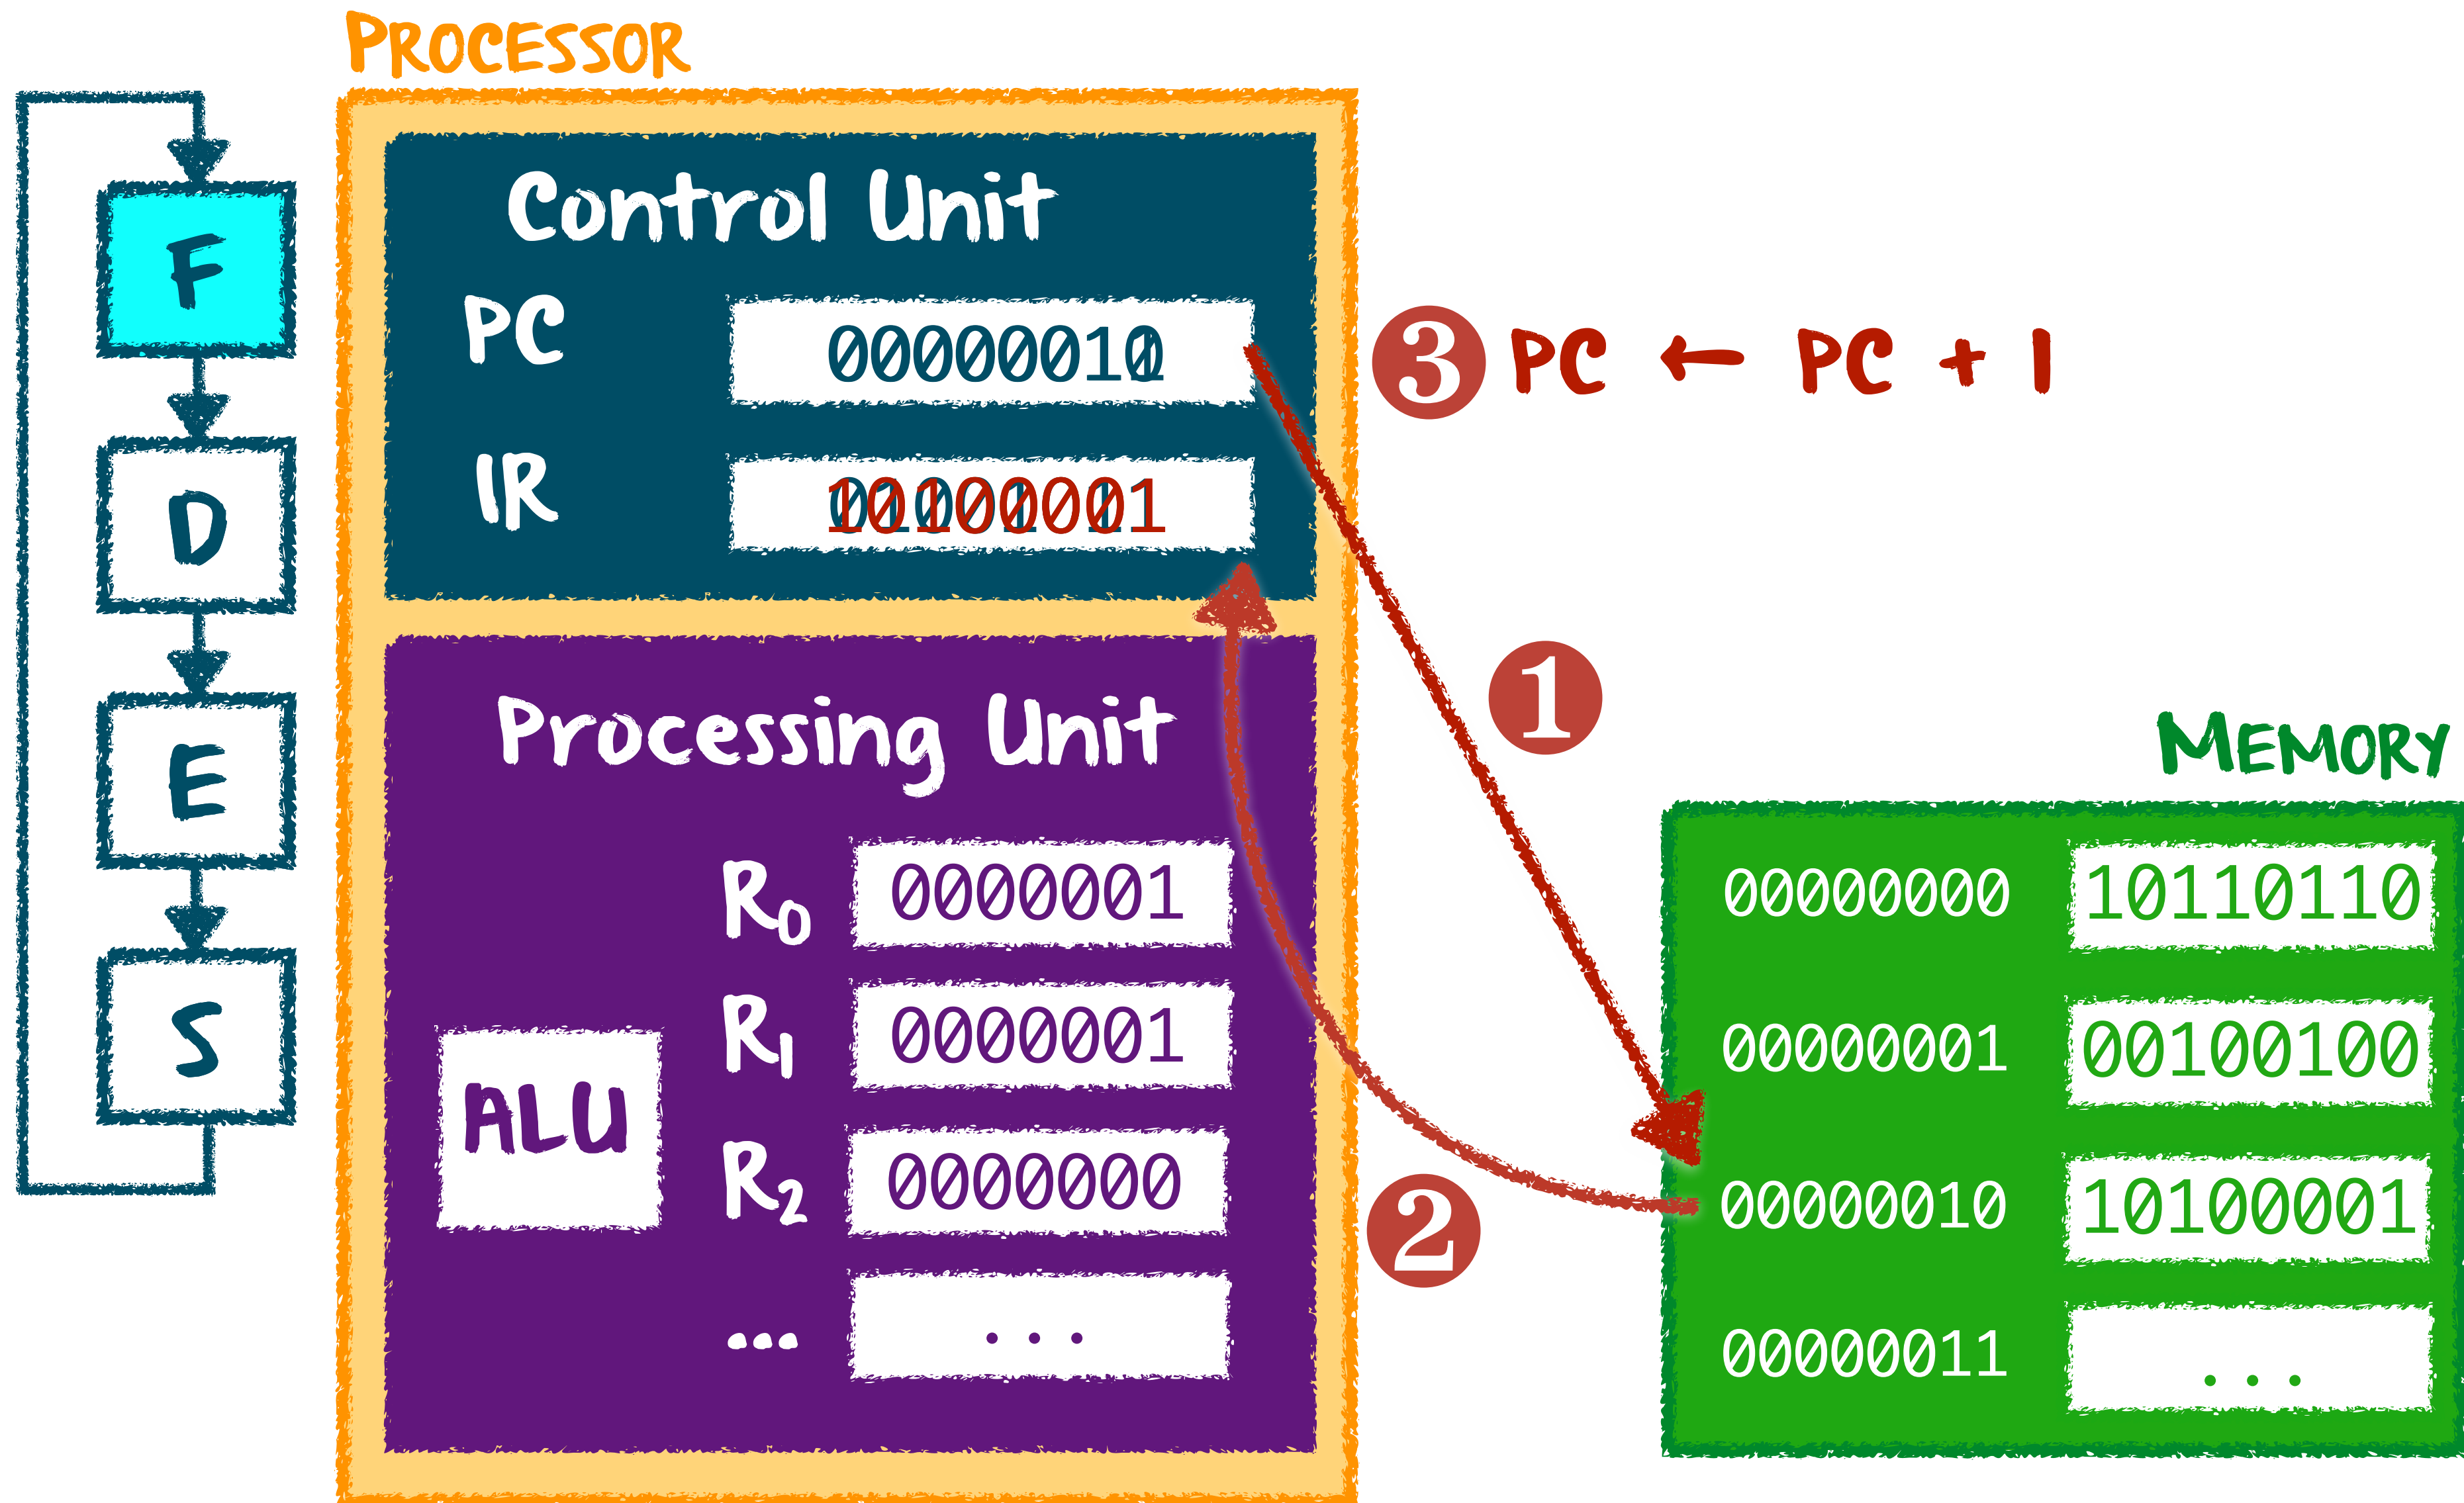 PROCESSOR
Control Unit
PC
3 PC ← PC + 1
IR 10100001
1
Processing Unit
MEMORY
R0 0000001
R1 0000001
R2 0000000
... ...
ALU
2
00000000 10110110
00000001 00100100
00000010 10100001
00000011 ...
F
D
E
S